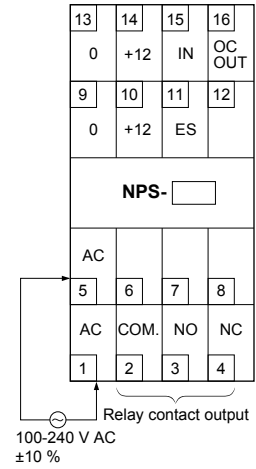 13 14 15 16
0 +12 IN OC OUT
9 10 11 12
0 +12 ES
NPS-
AC
5 6 7 8
AC COM. NO NC
1 2 3 4
Relay contact output
100-240 V AC
±10 %